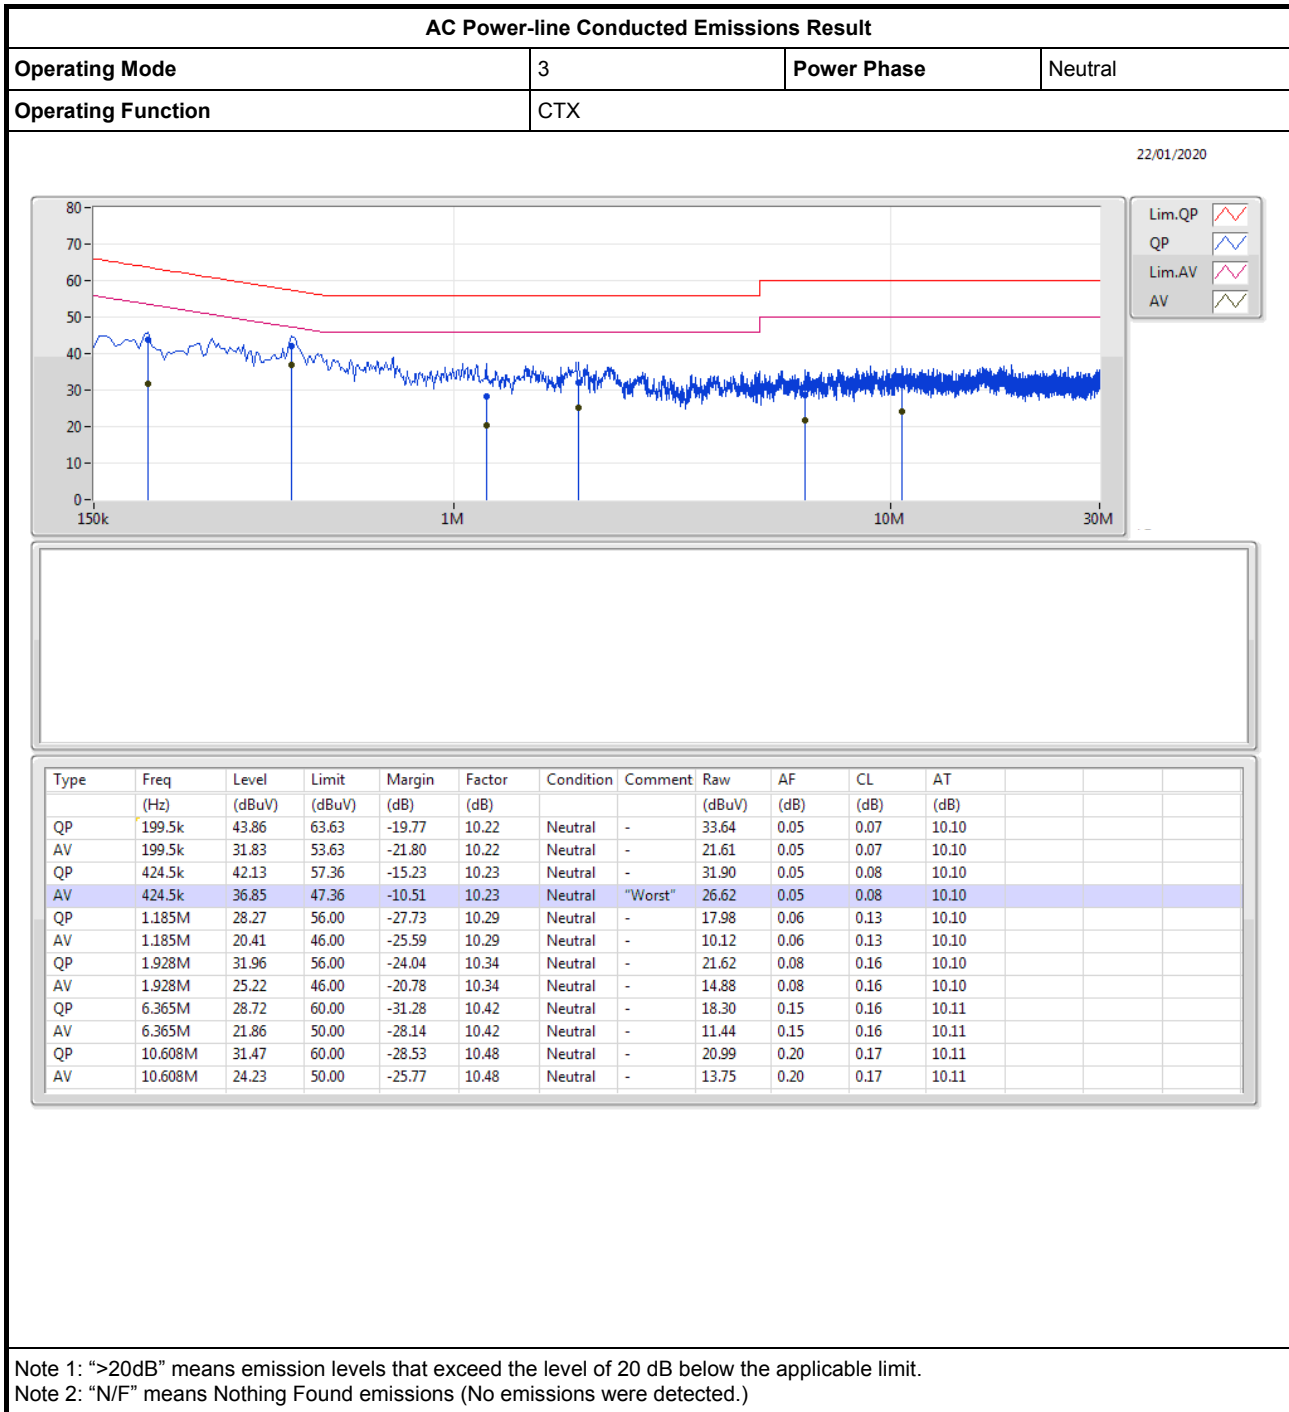 AC Power-line Conducted Emissions Result
Operating Mode 3 Power Phase Neutral
Operating Function CTX
22/01/2020
80
70
60
50
40
30
20
10
0
150k 1M 10M 30M
Lim.QP
QP
Lim.AV
AV
Type Freq Level Limit Margin Factor Condition Comment Raw AF CL AT
(Hz) (dBuV) (dBuV) (dB) (dB) (dBuV) (dB) (dB) (dB)
QP 199.5k 43.86 63.63 -19.77 10.22 Neutral - 33.64 0.05 0.07 10.10
AV 199.5k 31.83 53.63 -21.80 10.22 Neutral - 21.61 0.05 0.07 10.10
QP 424.5k 42.13 57.36 -15.23 10.23 Neutral - 31.90 0.05 0.08 10.10
AV 424.5k 36.85 47.36 -10.51 10.23 Neutral "Worst" 26.62 0.05 0.08 10.10
QP 1.185M 28.27 56.00 -27.73 10.29 Neutral - 17.98 0.06 0.13 10.10
AV 1.185M 20.41 46.00 -25.59 10.29 Neutral - 10.12 0.06 0.13 10.10
QP 1.928M 31.96 56.00 -24.04 10.34 Neutral - 21.62 0.08 0.16 10.10
AV 1.928M 25.22 46.00 -20.78 10.34 Neutral - 14.88 0.08 0.16 10.10
QP 6.365M 28.72 60.00 -31.28 10.42 Neutral - 18.30 0.15 0.16 10.11
AV 6.365M 21.86 50.00 -28.14 10.42 Neutral - 11.44 0.15 0.16 10.11
QP 10.608M 31.47 60.00 -28.53 10.48 Neutral - 20.99 0.20 0.17 10.11
AV 10.608M 24.23 50.00 -25.77 10.48 Neutral - 13.75 0.20 0.17 10.11
Note 1: “>20dB” means emission levels that exceed the level of 20 dB below the applicable limit.
Note 2: “N/F” means Nothing Found emissions (No emissions were detected.)